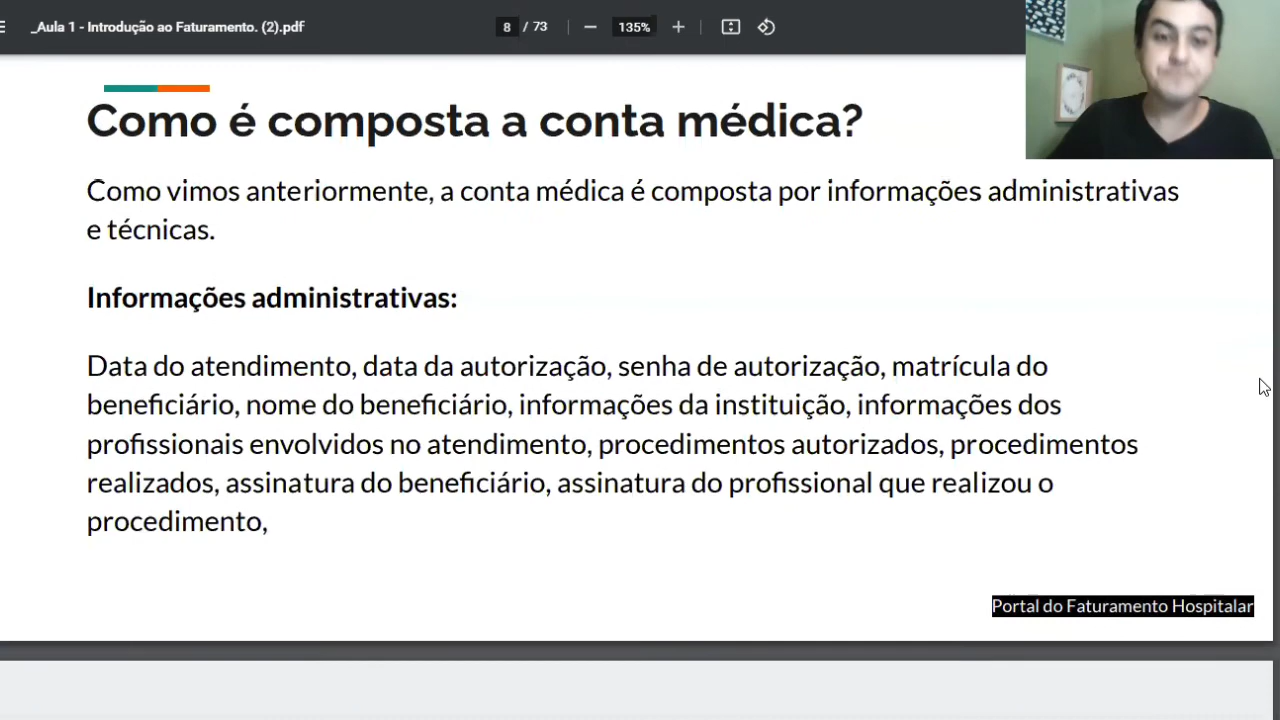 _Aula 1 - Introdução ao Faturamento. (2).pdf
8 / 73
135%
Como é composta a conta médica?
Como vimos anteriormente, a conta médica é composta por informações administrativas
e técnicas.
Informações administrativas:
Data do atendimento, data da autorização, senha de autorização, matrícula do
beneficiário, nome do beneficiário, informações da instituição, informações dos
profissionais envolvidos no atendimento, procedimentos autorizados, procedimentos
realizados, assinatura do beneficiário, assinatura do profissional que realizou o
procedimento,
Portal do Faturamento Hospitalar